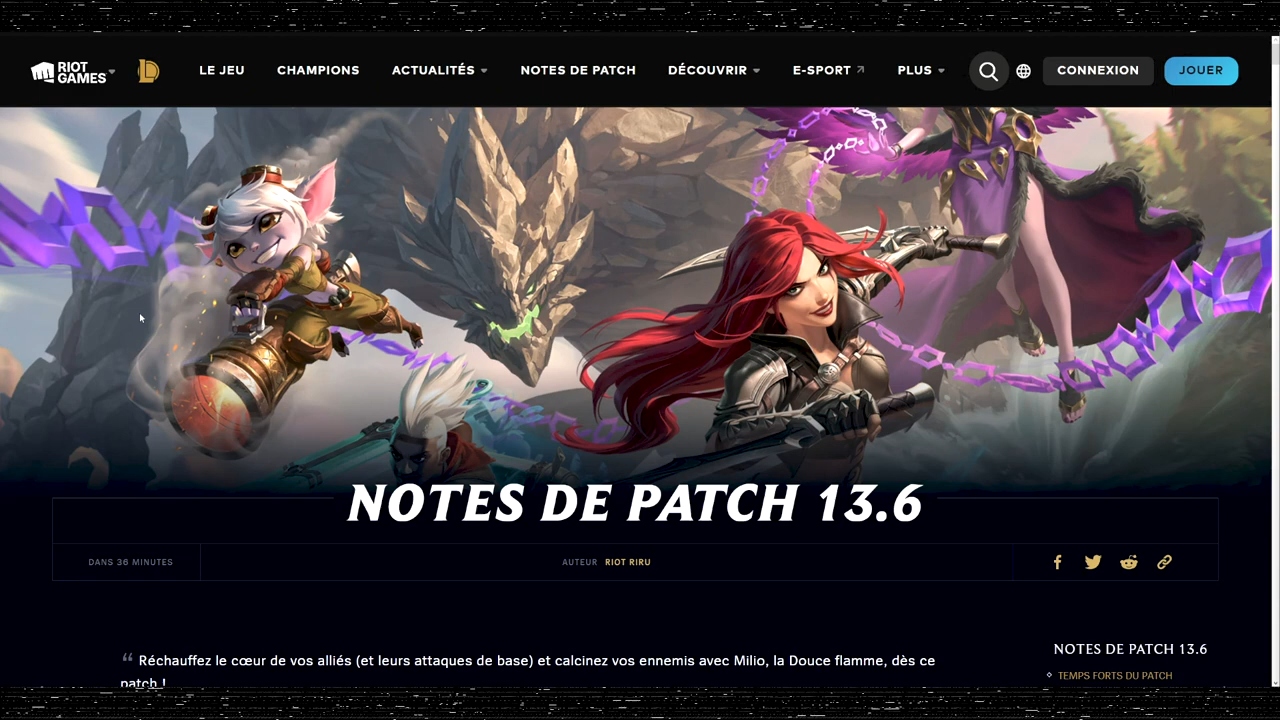 RIOT GAMES
LE JEU CHAMPIONS ACTUALITÉS NOTES DE PATCH DÉCOUVRIR E-SPORT PLUS CONNEXION JOUER
NOTES DE PATCH 13.6
DANS 36 MINUTES AUTEUR RIOT RIRU
“ Réchauffez le cœur de vos alliés (et leurs attaques de base) et calcinez vos ennemis avec Milio, la Douce flamme, dès ce
patch !
NOTES DE PATCH 13.6
TEMPS FORTS DU PATCH